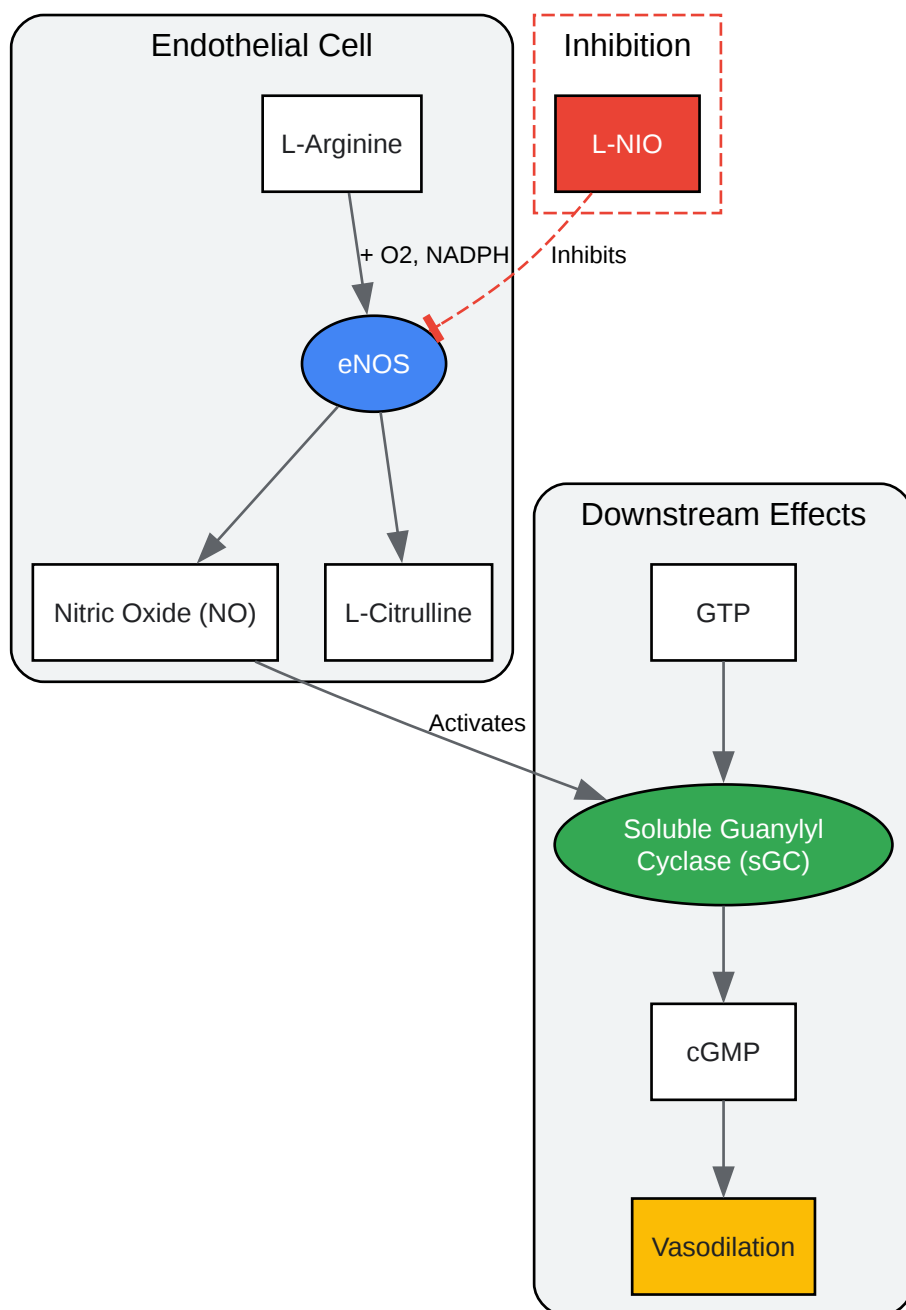 Endothelial Cell
Inhibition
L-Arginine
L-NIO
+ O2, NADPH
Inhibits
eNOS
Downstream Effects
Nitric Oxide (NO)
L-Citrulline
GTP
Activates
Soluble Guanylyl
Cyclase (sGC)
cGMP
Vasodilation